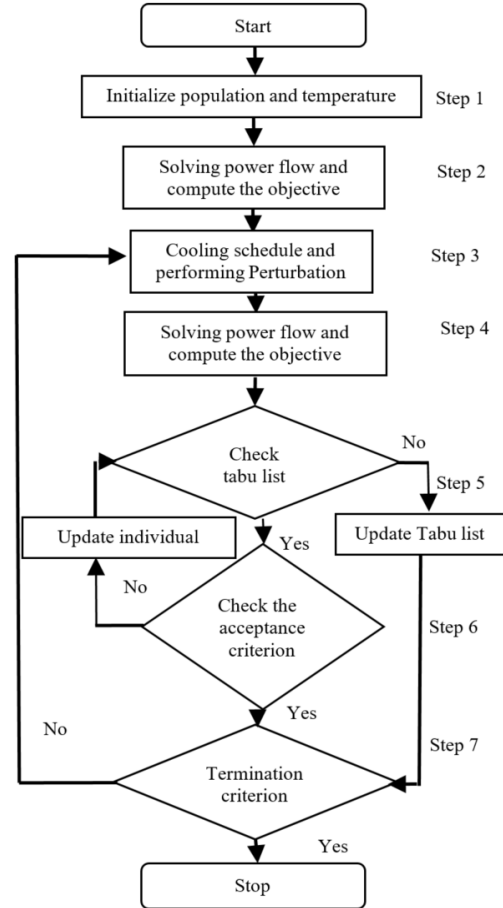 Start
Initialize population and temperature
Step 1
Solving power flow and
compute the objective
Step 2
Cooling schedule and
performing Perturbation
Step 3
Solving power flow and
compute the objective
Step 4
Check
tabu list
No
Step 5
Update individual
Yes
Update Tabu list
No
Check the
acceptance
criterion
Step 6
Yes
No
Step 7
Termination
criterion
Yes
Stop